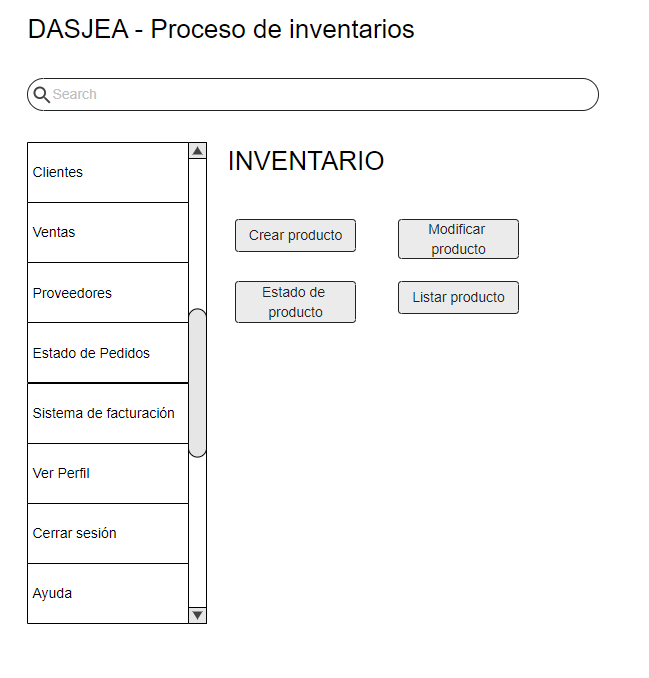 DASJEA - Proceso de inventarios
Search
Clientes
Ventas
Proveedores
Estado de Pedidos
Sistema de facturación
Ver Perfil
Cerrar sesión
Ayuda
INVENTARIO
Crear producto
Modificar
producto
Estado de
producto
Listar producto